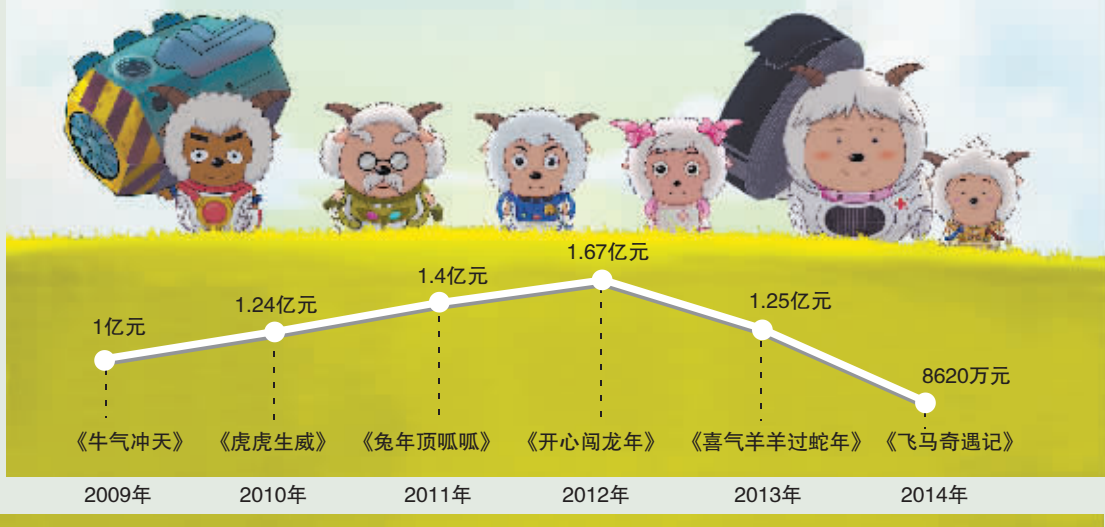 1.67亿元
1.4亿元
1.24亿元
1.25亿元
1亿元
8620万元
《牛气冲天》 《虎虎生威》 《兔年顶呱呱》 《开心闯龙年》 《喜气羊羊过蛇年》 《飞马奇遇记》
2009年 2010年 2011年 2012年 2013年 2014年